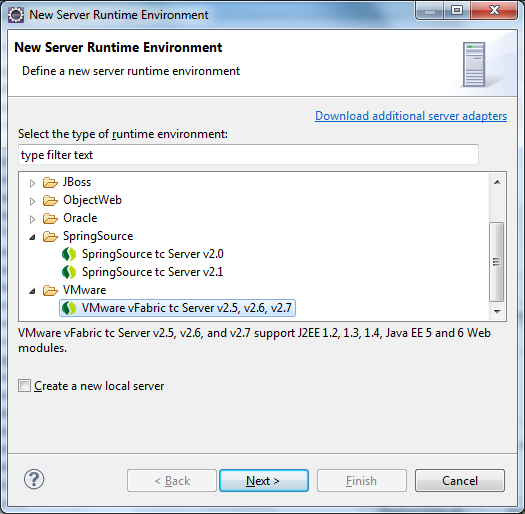 New Server Runtime Environment
New Server Runtime Environment
Define a new server runtime environment
Download additional server adapters
Select the type of runtime environment:
type filter text
JBoss
ObjectWeb
Oracle
SpringSource
SpringSource tc Server v2.0
SpringSource tc Server v2.1
VMware
VMware vFabric tc Server v2.5, v2.6, v2.7
VMware vFabric tc Server v2.5, v2.6, and v2.7 support J2EE 1.2, 1.3, 1.4, Java EE 5 and 6 Web
modules.
Create a new local server
? < Back Next > Finish Cancel